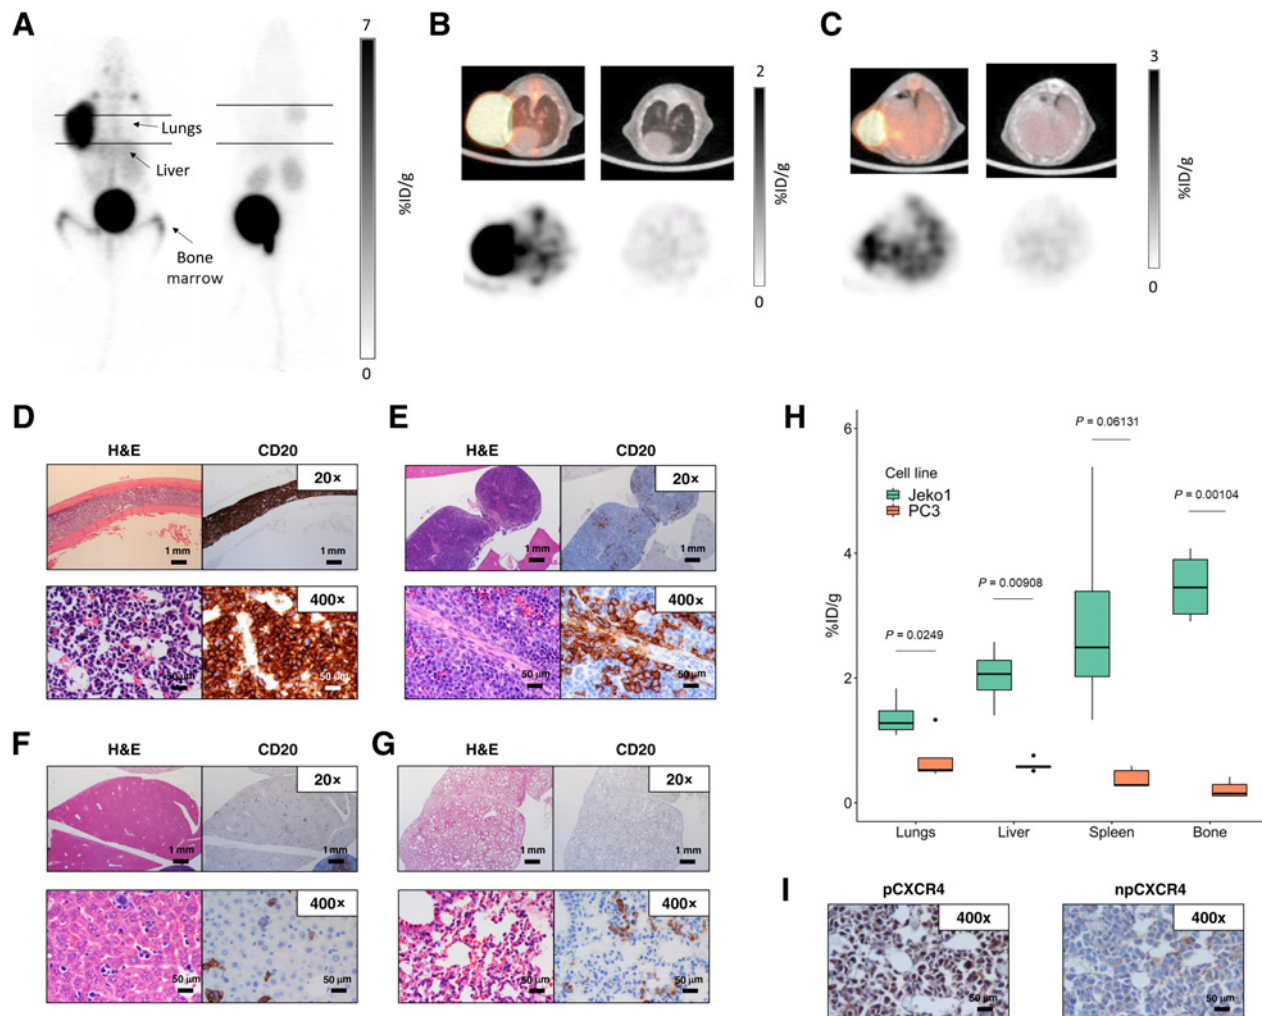 A
7
Lungs
Liver
Bone
marrow
%ID/g
0
B
2
%ID/g
0
C
3
%ID/g
0
D
H&E
CD20
20×
1 mm
1 mm
400×
50 µm
50 µm
E
H&E
CD20
20×
1 mm
1 mm
400×
50 µm
50 µm
F
H&E
CD20
20×
1 mm
1 mm
400×
50 µm
50 µm
G
H&E
CD20
20×
1 mm
1 mm
400×
50 µm
50 µm
H
%ID/g
6
4
2
0
Cell line
Jeko1
PC3
P = 0.0249
P = 0.00908
P = 0.06131
P = 0.00104
Lungs
Liver
Spleen
Bone
I
pCXCR4
400x
50 µm
npCXCR4
400x
50 µm